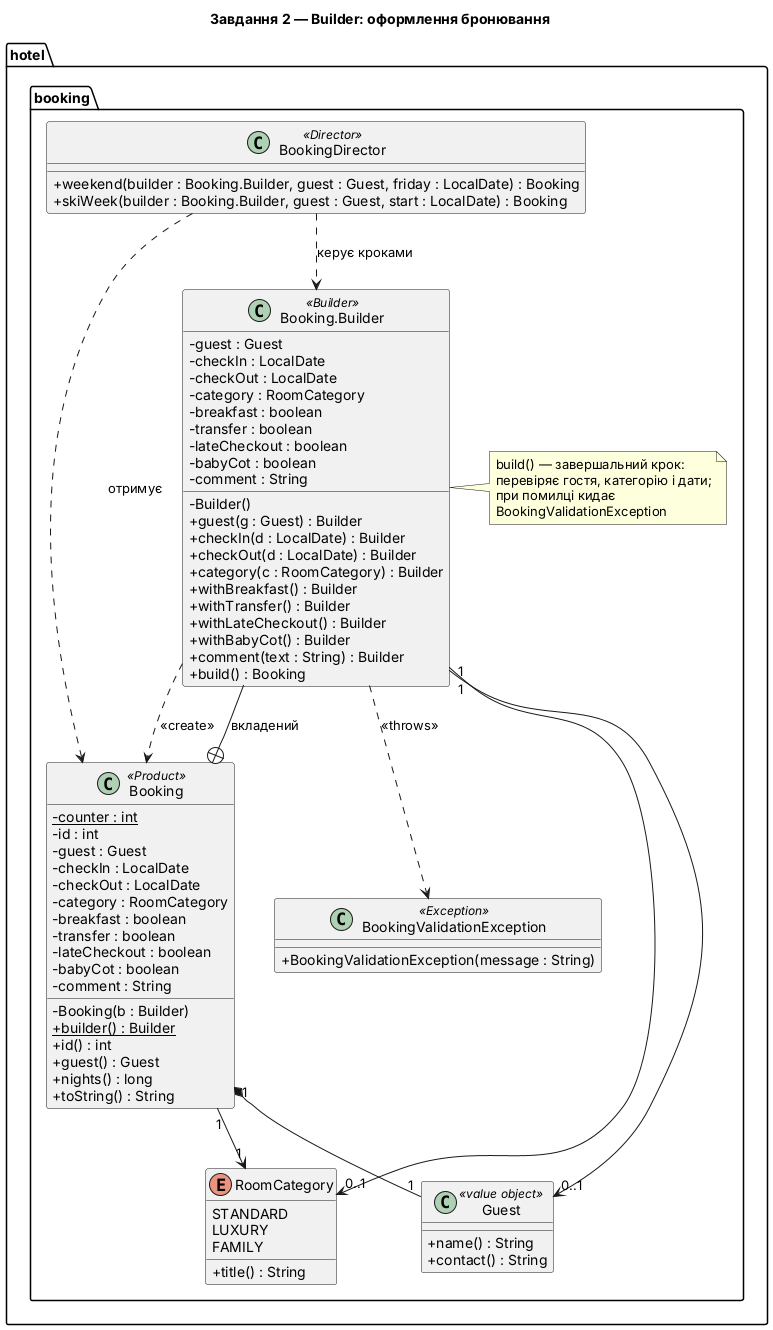 Завдання 2 — Builder: оформлення бронювання
hotel
booking
«Director»
BookingDirector
+weekend(builder : Booking.Builder, guest : Guest, friday : LocalDate) : Booking
+skiWeek(builder : Booking.Builder, guest : Guest, start : LocalDate) : Booking
керує кроками
«Builder»
Booking.Builder
-guest : Guest
-checkIn : LocalDate
-checkOut : LocalDate
-category : RoomCategory
-breakfast : boolean
-transfer : boolean
-lateCheckout : boolean
-babyCot : boolean
-comment : String
-Builder()
+guest(g : Guest) : Builder
+checkIn(d : LocalDate) : Builder
+checkOut(d : LocalDate) : Builder
+category(c : RoomCategory) : Builder
+withBreakfast() : Builder
+withTransfer() : Builder
+withLateCheckout() : Builder
+withBabyCot() : Builder
+comment(text : String) : Builder
+build() : Booking
build() — завершальний крок:
перевіряє гостя, категорію і дати;
при помилці кидає
BookingValidationException
отримує
1
1
«create»
вкладений
«throws»
«Product»
Booking
-counter : int
-id : int
-guest : Guest
-checkIn : LocalDate
-checkOut : LocalDate
-category : RoomCategory
-breakfast : boolean
-transfer : boolean
-lateCheckout : boolean
-babyCot : boolean
-comment : String
-Booking(b : Builder)
+builder() : Builder
+id() : int
+guest() : Guest
+nights() : long
+toString() : String
«Exception»
BookingValidationException
+BookingValidationException(message : String)
1
1
1
0..1
1
0..1
RoomCategory
STANDARD
LUXURY
FAMILY
+title() : String
«value object»
Guest
+name() : String
+contact() : String